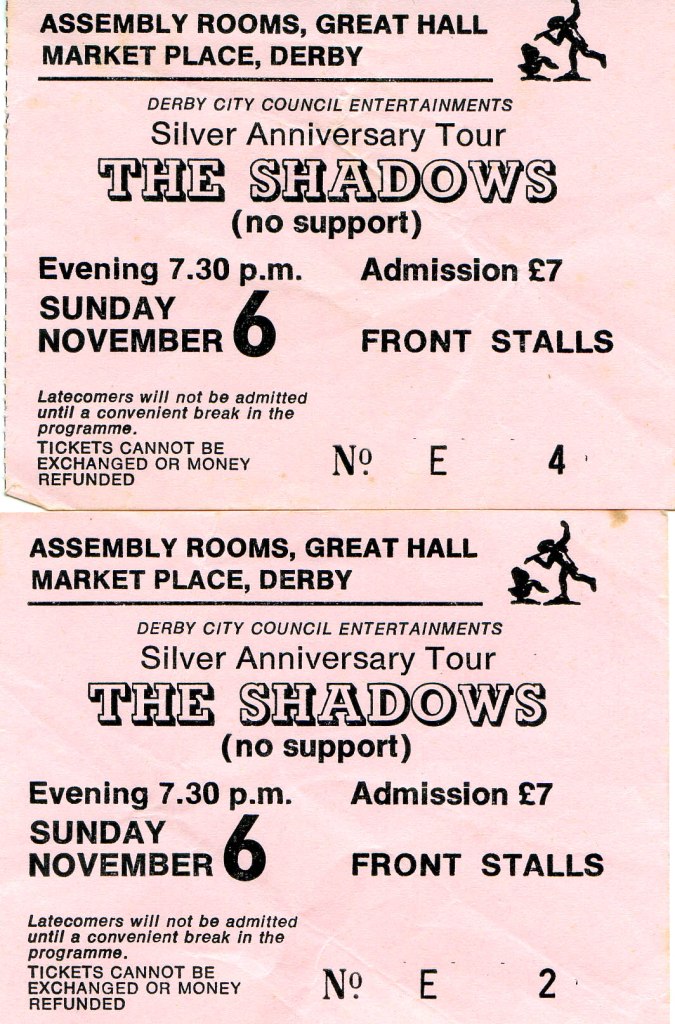 ASSEMBLY ROOMS, GREAT HALL
MARKET PLACE, DERBY
DERBY CITY COUNCIL ENTERTAINMENTS
Silver Anniversary Tour
THE SHADOWS
(no support)
Evening 7.30 p.m. Admission £7
SUNDAY
NOVEMBER 6 FRONT STALLS
Latecomers will not be admitted
until a convenient break in the
programme.
TICKETS CANNOT BE
EXCHANGED OR MONEY
REFUNDED
Nº E 4
ASSEMBLY ROOMS, GREAT HALL
MARKET PLACE, DERBY
DERBY CITY COUNCIL ENTERTAINMENTS
Silver Anniversary Tour
THE SHADOWS
(no support)
Evening 7.30 p.m. Admission £7
SUNDAY
NOVEMBER 6 FRONT STALLS
Latecomers will not be admitted
until a convenient break in the
programme.
TICKETS CANNOT BE
EXCHANGED OR MONEY
REFUNDED
Nº E 2